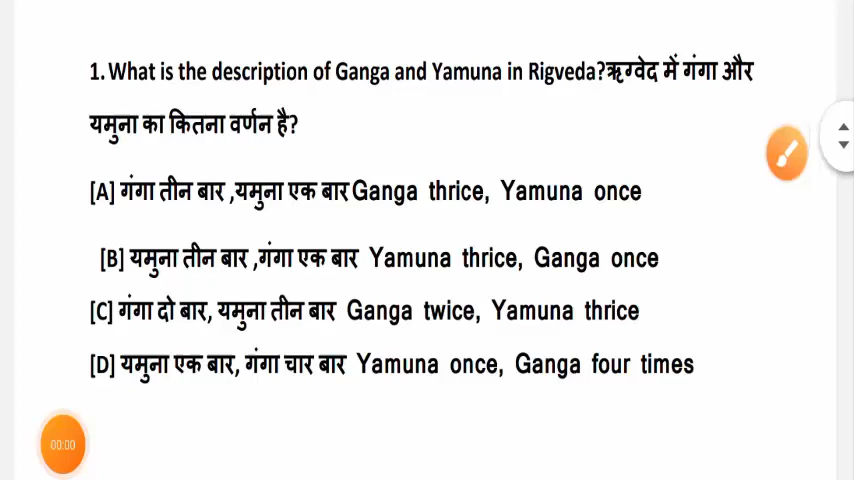 1. What is the description of Ganga and Yamuna in Rigveda?ऋग्वेद में गंगा और
यमुना का कितना वर्णन है?
[A] गंगा तीन बार ,यमुना एक बार Ganga thrice, Yamuna once
[B] यमुना तीन बार ,गंगा एक बार Yamuna thrice, Ganga once
[C] गंगा दो बार, यमुना तीन बार Ganga twice, Yamuna thrice
[D] यमुना एक बार, गंगा चार बार Yamuna once, Ganga four times
00:00